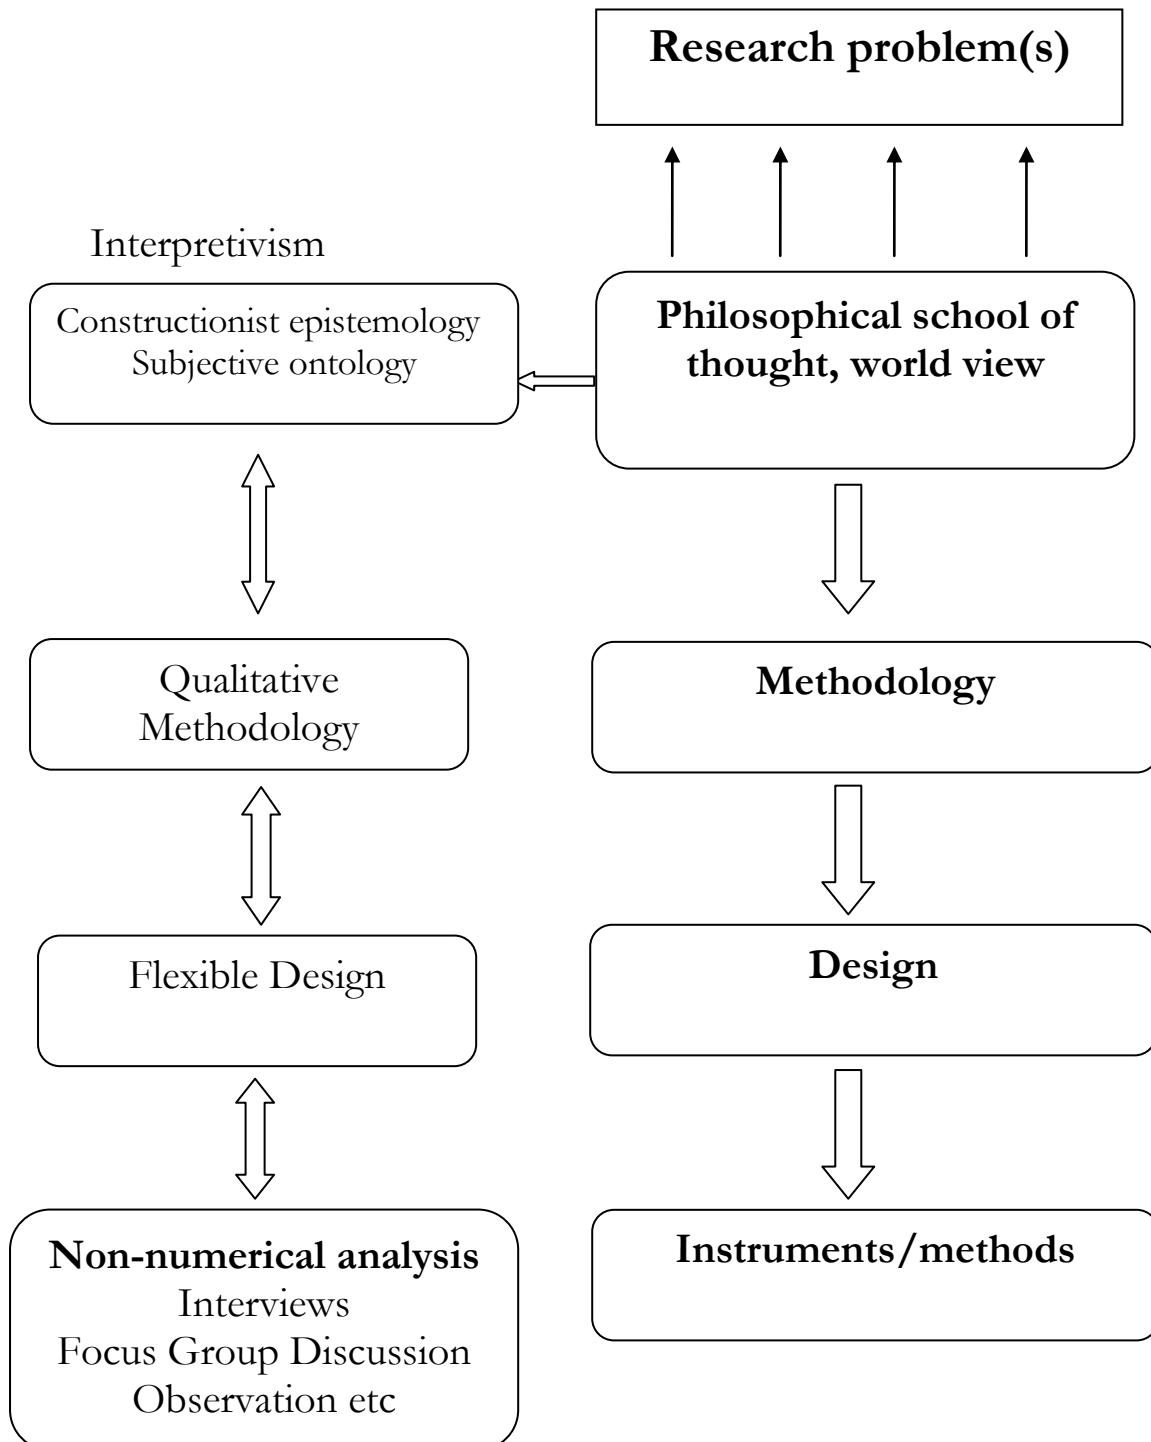 Research problem(s)
Interpretivism
Constructionist epistemology
Subjective ontology
Philosophical school of
thought, world view
Qualitative
Methodology
Methodology
Flexible Design
Design
Non-numerical analysis
Interviews
Focus Group Discussion
Observation etc
Instruments/methods